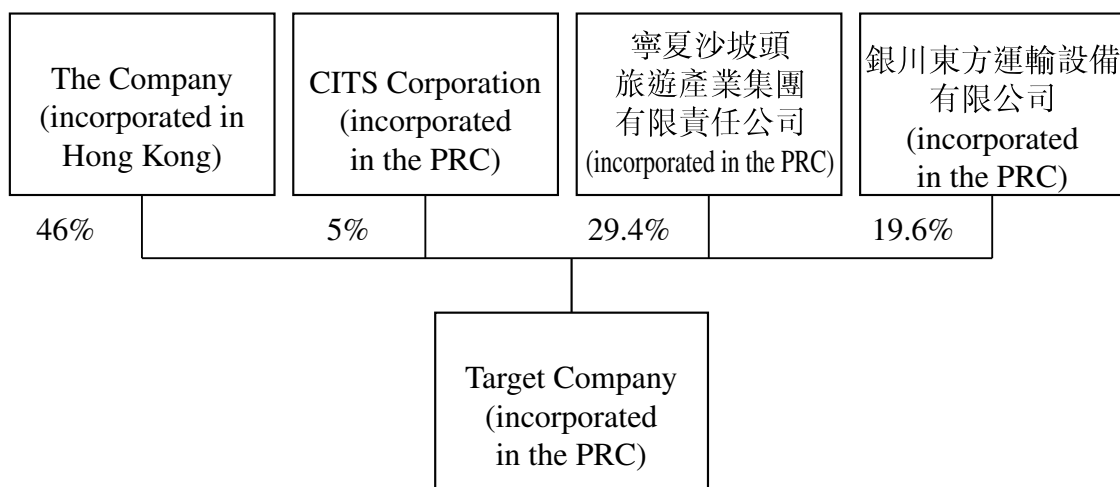 The Company
(incorporated in
Hong Kong)
CITS Corporation
(incorporated
in the PRC)
寧夏沙坡頭
旅遊產業集團
有限責任公司
(incorporated in the PRC)
銀川東方運輸設備
有限公司
(incorporated
in the PRC)
46%
5%
29.4%
19.6%
Target Company
(incorporated
in the PRC)